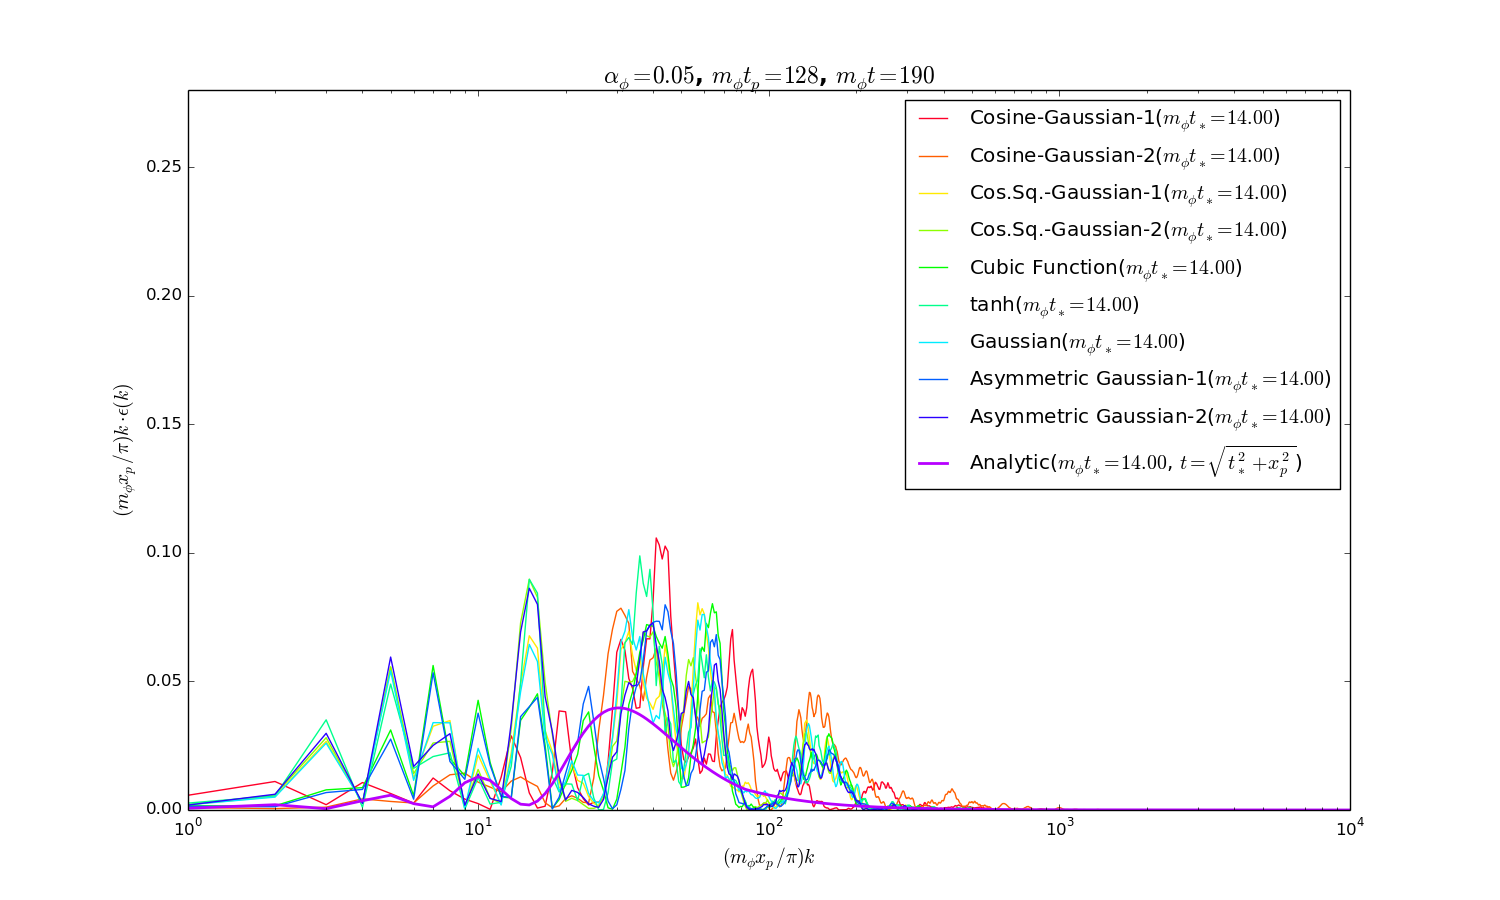 α_ϕ=0.05, m_ϕt_p=128, m_ϕt=190
Cosine-Gaussian-1(m_ϕt_*=14.00)
Cosine-Gaussian-2(m_ϕt_*=14.00)
Cos.Sq.-Gaussian-1(m_ϕt_*=14.00)
Cos.Sq.-Gaussian-2(m_ϕt_*=14.00)
Cubic Function(m_ϕt_*=14.00)
tanh(m_ϕt_*=14.00)
Gaussian(m_ϕt_*=14.00)
Asymmetric Gaussian-1(m_ϕt_*=14.00)
Asymmetric Gaussian-2(m_ϕt_*=14.00)
Analytic(m_ϕt_*=14.00, t=√(t_*^2+x_p^2))
(m_ϕx_p/π)k·ϵ(k)
0.25
0.20
0.15
0.10
0.05
0.00
10^0 10^1 10^2 10^3 10^4
(m_ϕx_p/π)k